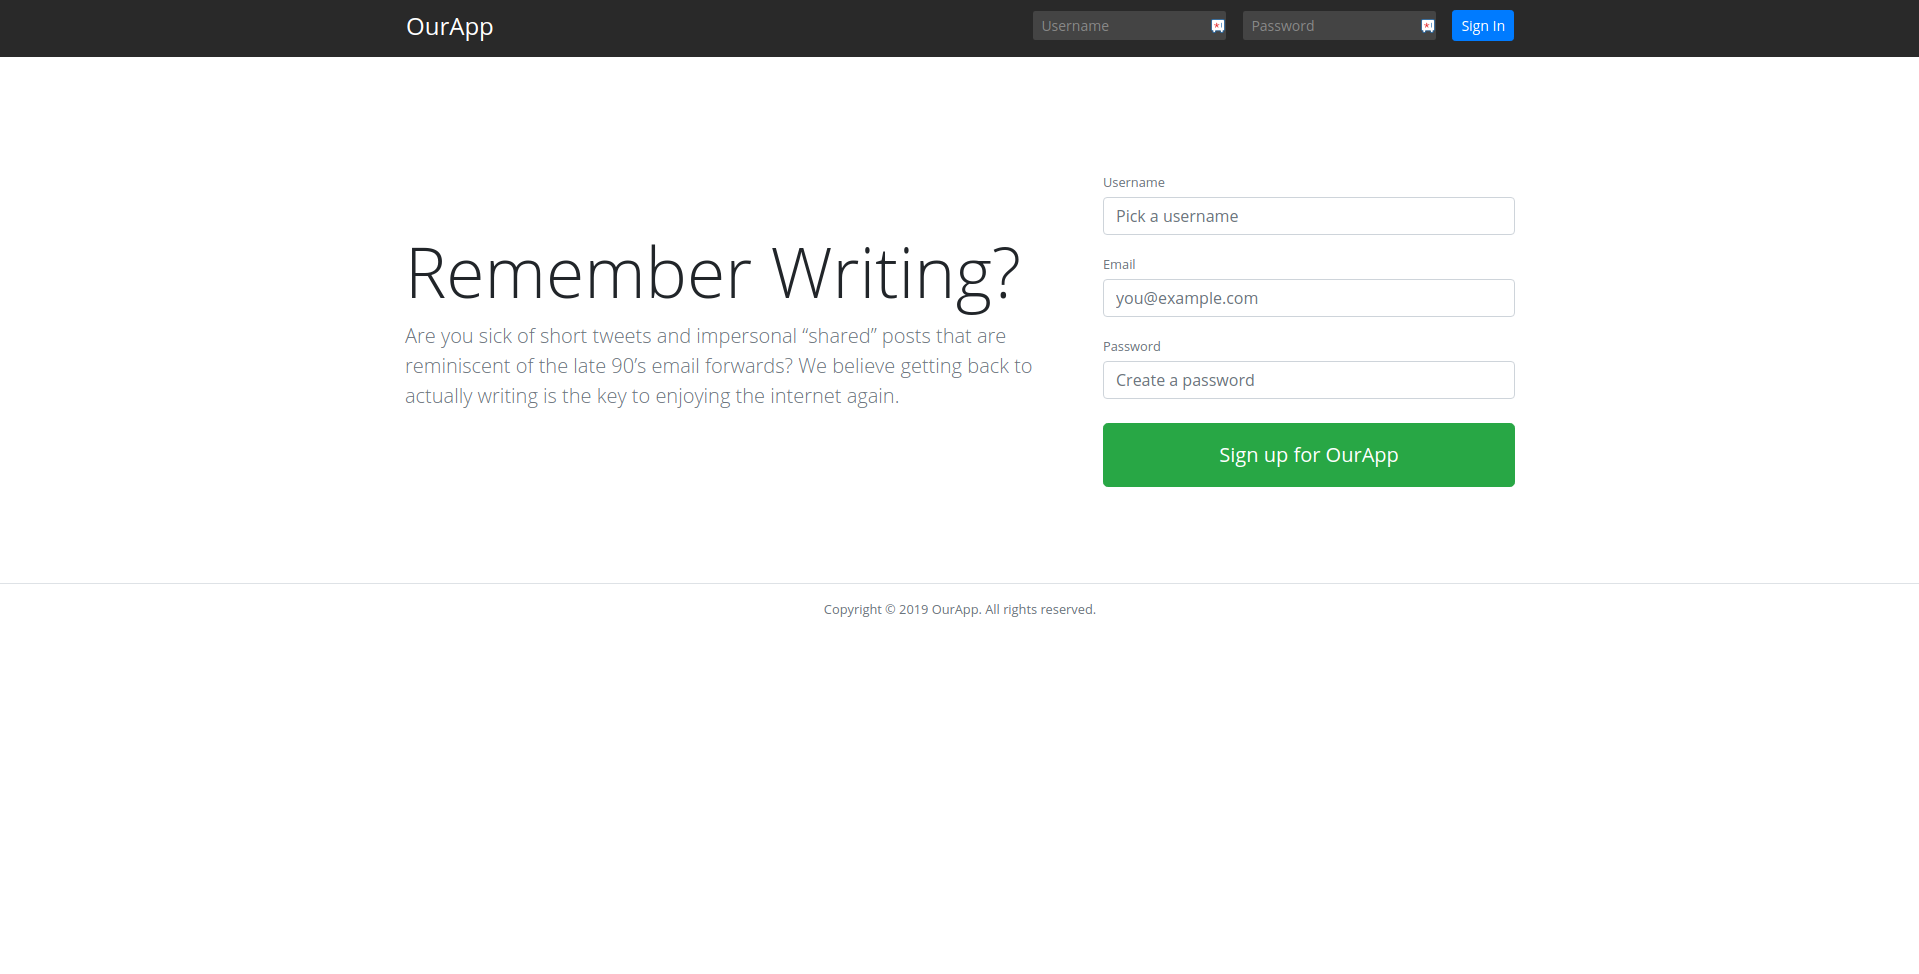 OurApp
Username
Password
Sign In
Remember Writing?
Are you sick of short tweets and impersonal “shared” posts that are
reminiscent of the late 90’s email forwards? We believe getting back to
actually writing is the key to enjoying the internet again.
Username
Pick a username
Email
you@example.com
Password
Create a password
Sign up for OurApp
Copyright © 2019 OurApp. All rights reserved.